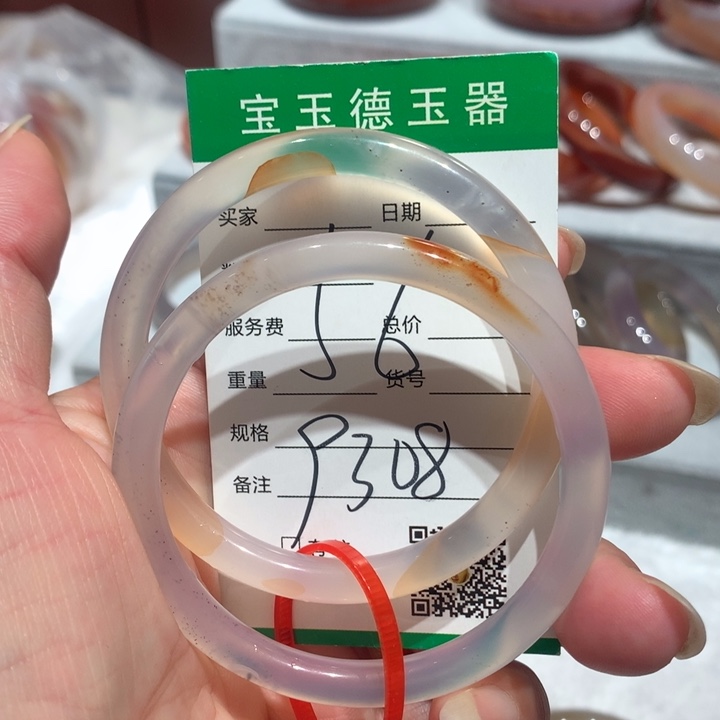 宝玉德玉器
买家 日期
服务费 总价
56
重量 货号
规格
P308
备注